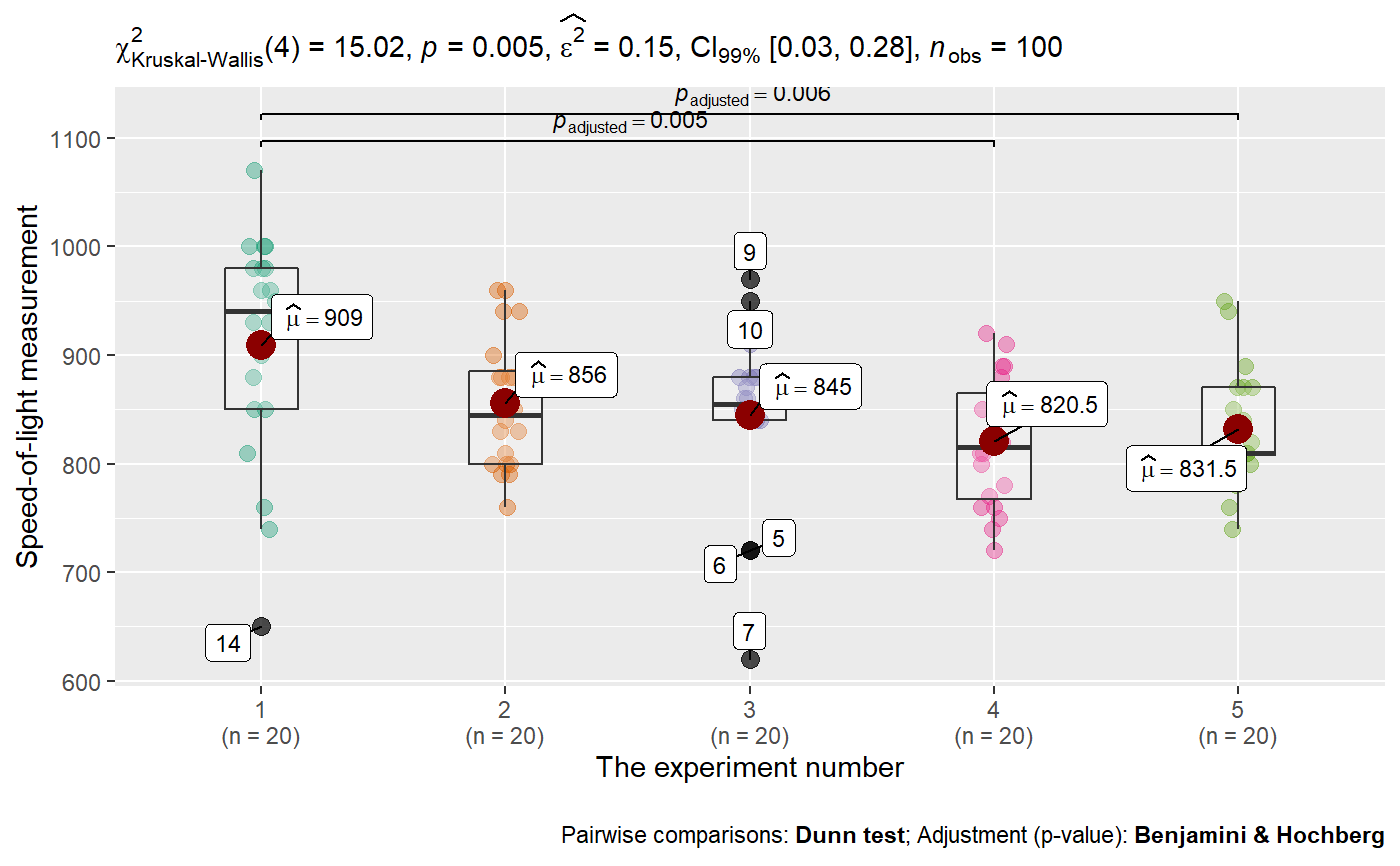 χ²Kruskal-Wallis(4) = 15.02, p = 0.005, ε̂² = 0.15, CI99% [0.03, 0.28], nobs = 100
padjusted = 0.006
padjusted = 0.005
1100
1000
900
800
700
600
Speed-of-light measurement
9
10
μ̂ = 909
μ̂ = 856
μ̂ = 845
μ̂ = 820.5
μ̂ = 831.5
5
6
7
14
1 2 3 4 5
(n = 20) (n = 20) (n = 20) (n = 20) (n = 20)
The experiment number
Pairwise comparisons: Dunn test; Adjustment (p-value): Benjamini & Hochberg